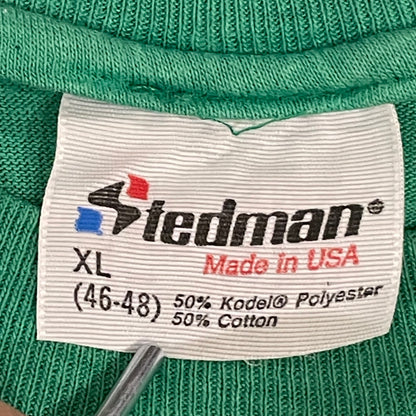 Stedman®
Made in USA
XL
(46-48)
50% Kodel® Polyester
50% Cotton